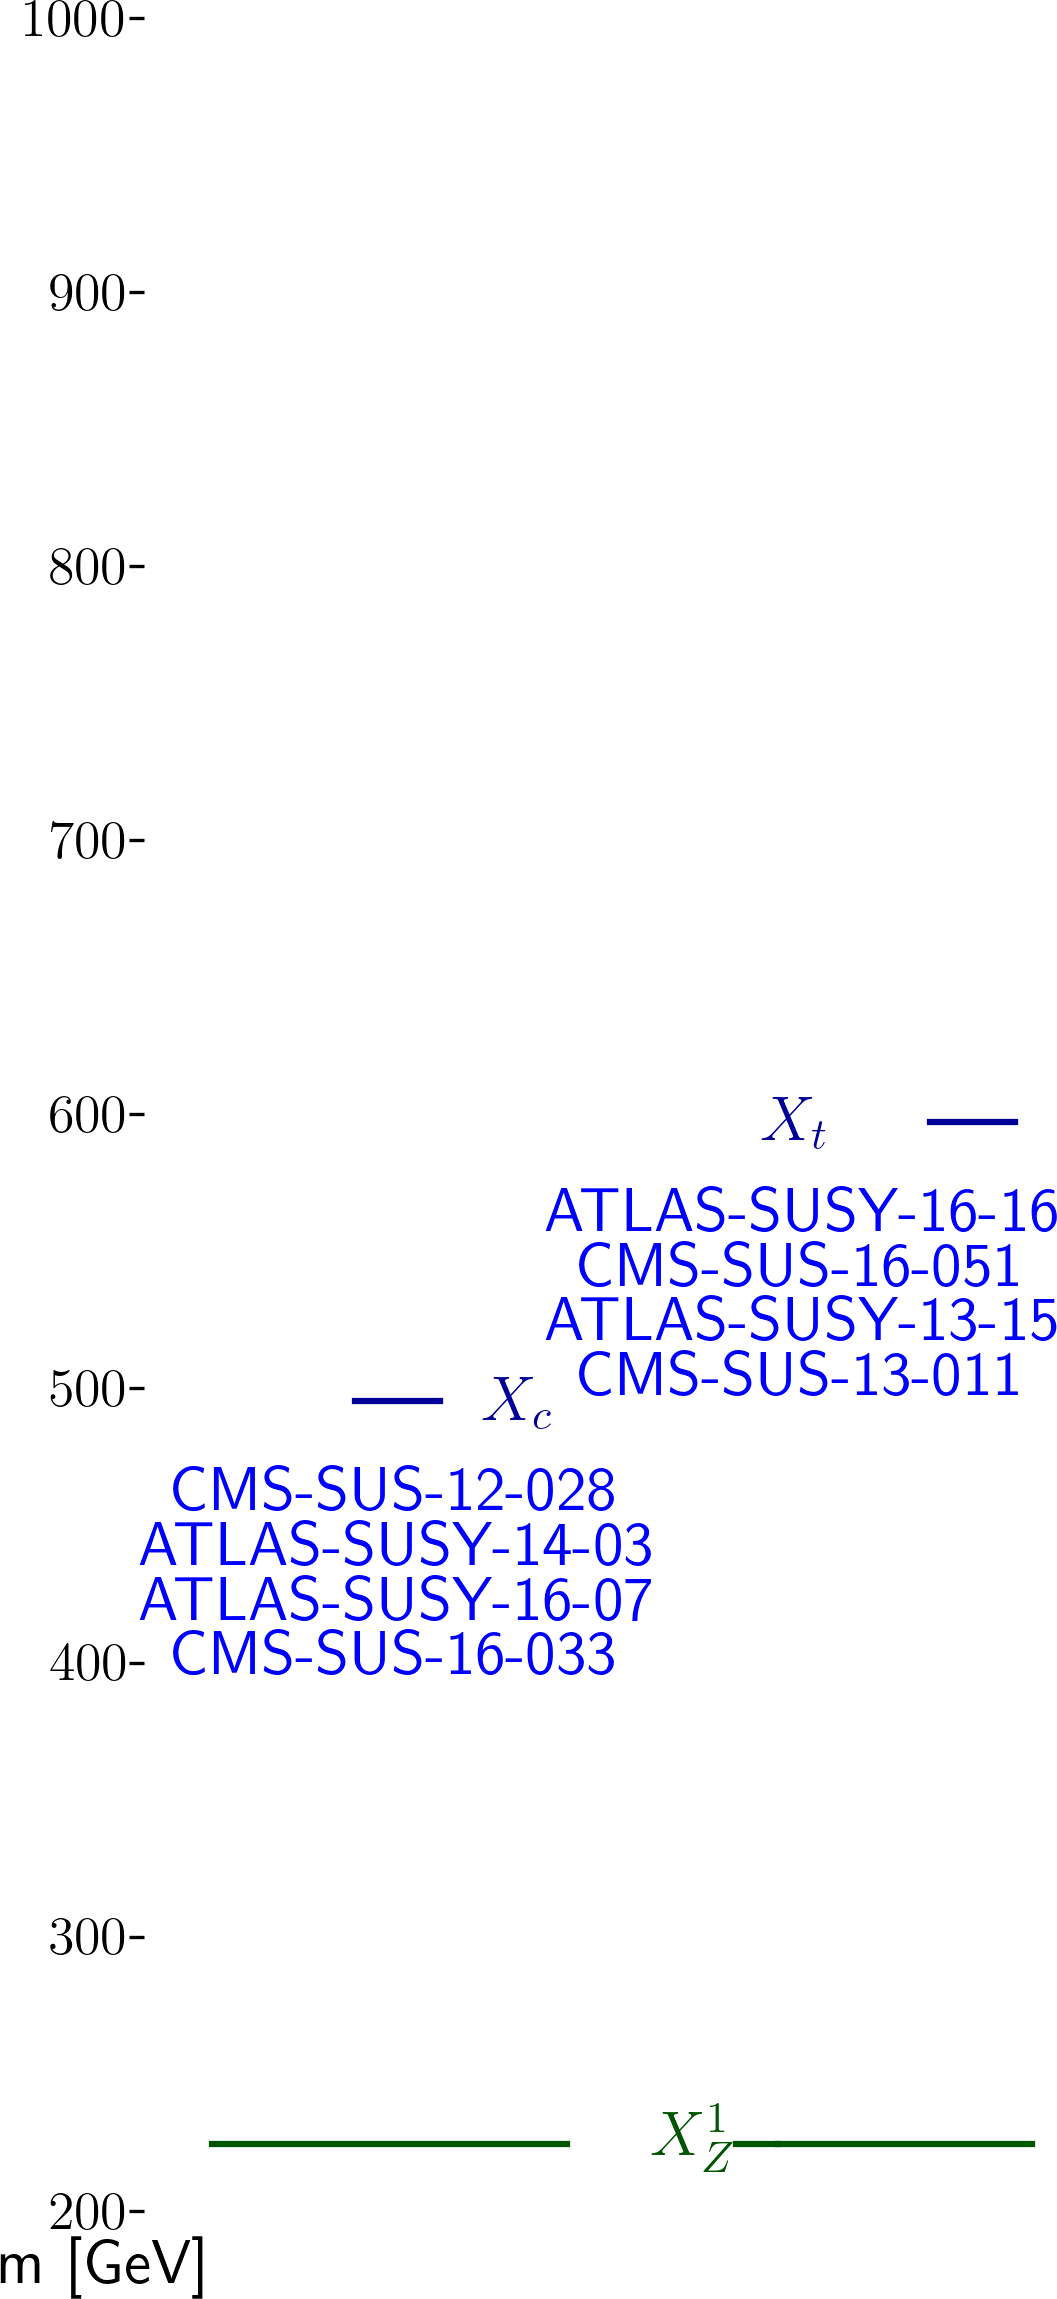 1000-
900-
800-
700-
600-
X_t
ATLAS-SUSY-16-16
CMS-SUS-16-051
ATLAS-SUSY-13-15
CMS-SUS-13-011
500-
X_c
CMS-SUS-12-028
ATLAS-SUSY-14-03
ATLAS-SUSY-16-07
CMS-SUS-16-033
400-
300-
X_Z^1
200-
m [GeV]